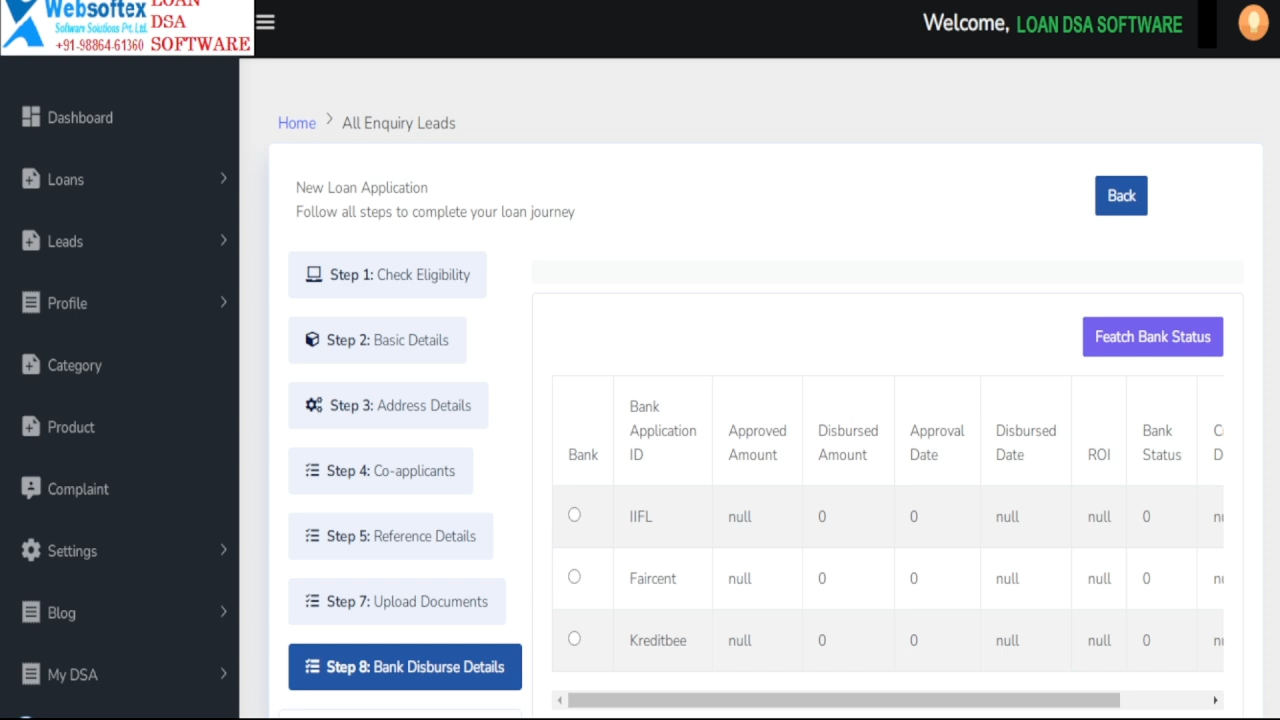 Websoftex
LOAN
Software Solutions Pvt. Ltd.
DSA
+91-98864-61360
SOFTWARE
Welcome, LOAN DSA SOFTWARE
Dashboard
Loans
Leads
Profile
Category
Product
Complaint
Settings
Blog
My DSA
Home > All Enquiry Leads
New Loan Application
Follow all steps to complete your loan journey
Back
Step 1: Check Eligibility
Step 2: Basic Details
Step 3: Address Details
Step 4: Co-applicants
Step 5: Reference Details
Step 7: Upload Documents
Step 8: Bank Disburse Details
Featch Bank Status
Bank
Bank
Application
ID
Approved
Amount
Disbursed
Amount
Approval
Date
Disbursed
Date
ROI
Bank
Status
IIFL null 0 0 null null 0
Faircent null 0 0 null null 0
Kreditbee null 0 0 null null 0